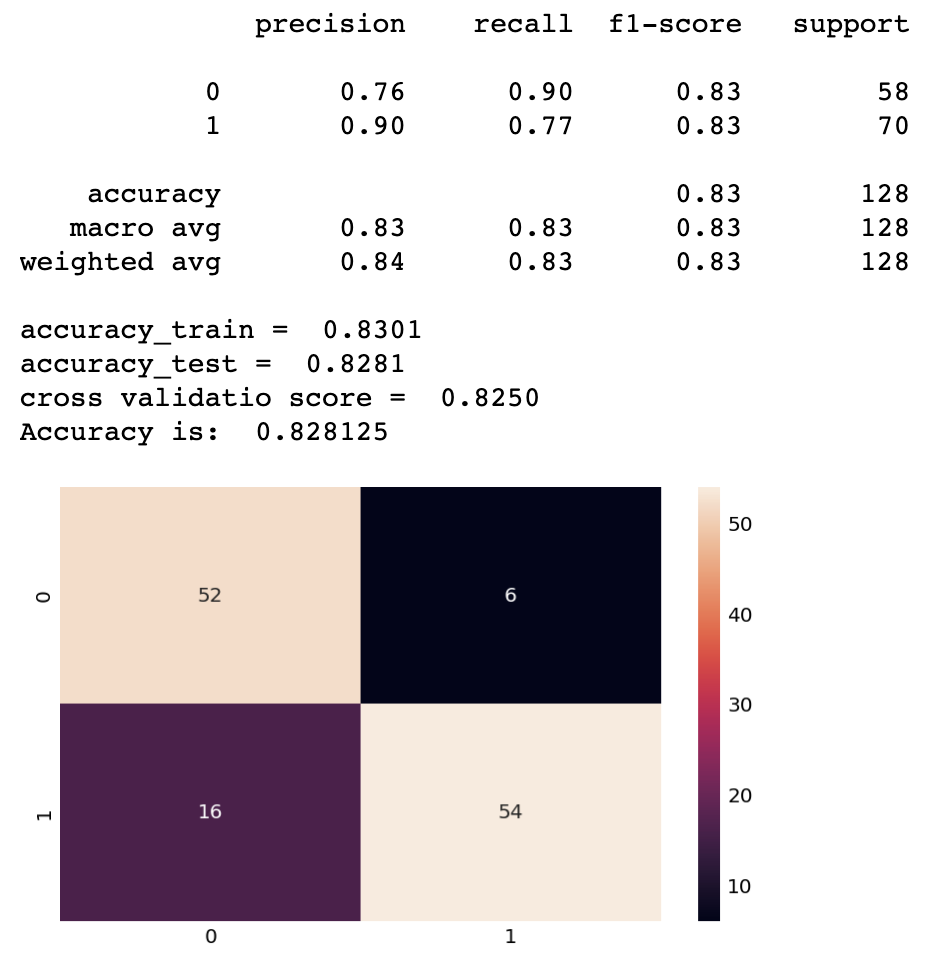 precision recall f1-score support
0 0.76 0.90 0.83 58
1 0.90 0.77 0.83 70
accuracy 0.83 128
macro avg 0.83 0.83 0.83 128
weighted avg 0.84 0.83 0.83 128
accuracy_train = 0.8301
accuracy_test = 0.8281
cross validatio score = 0.8250
Accuracy is: 0.828125
50
0 52 6
40
30
1 16 54
20
10
0 1